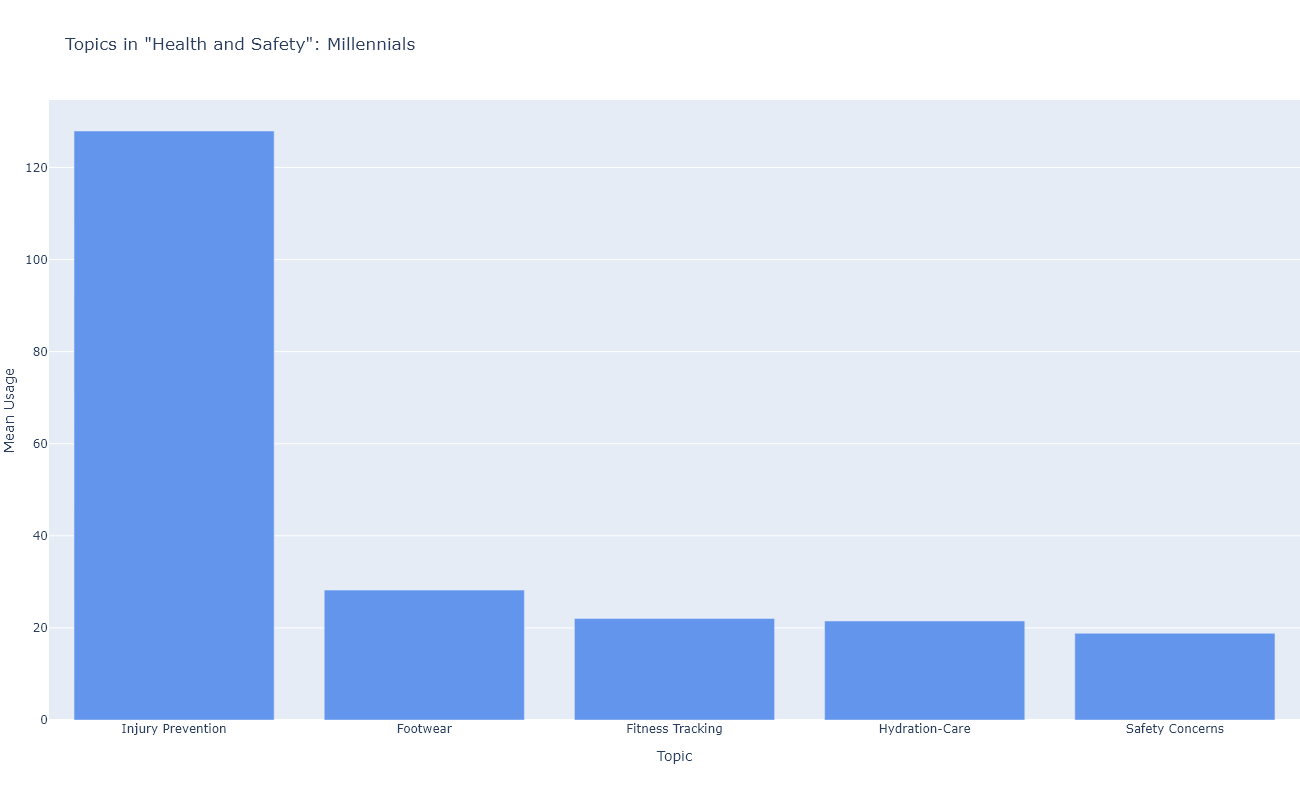 Topics in "Health and Safety": Millennials
Mean Usage
120
100
80
60
40
20
0
Injury Prevention
Footwear
Fitness Tracking
Hydration-Care
Safety Concerns
Topic